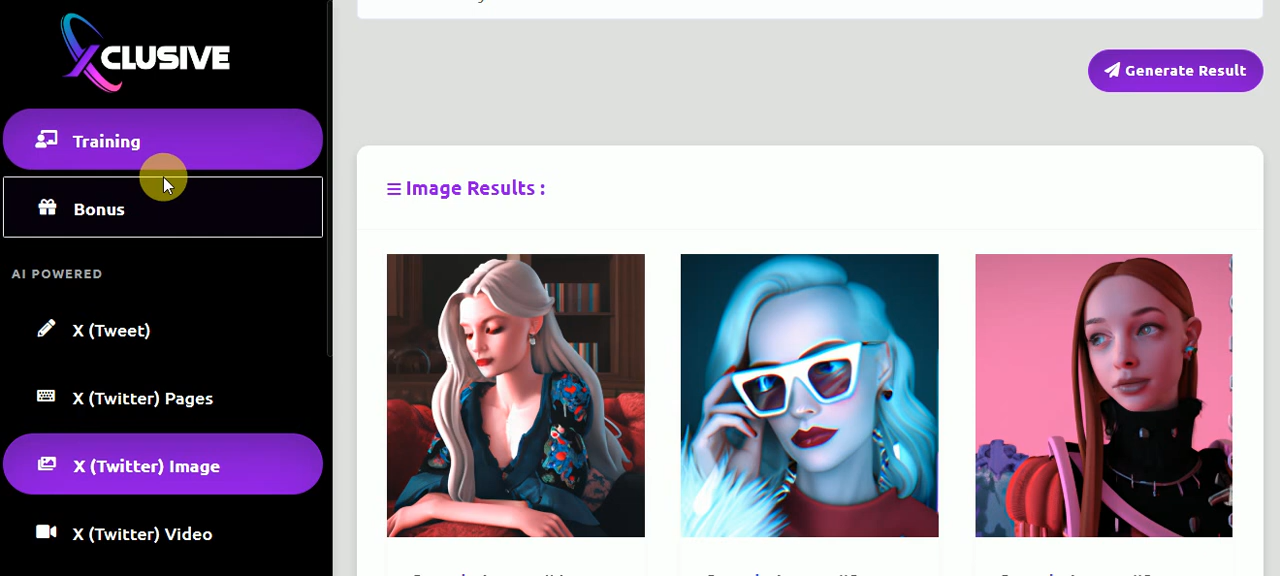 XCLUSIVE
Training
Bonus
AI POWERED
X (Tweet)
X (Twitter) Pages
X (Twitter) Image
X (Twitter) Video
Generate Result
Image Results :